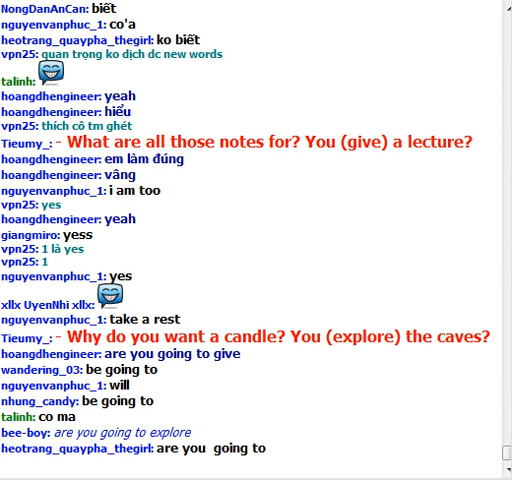 NongDanAnCan: biết
nguyenvanphuc_1: co'a
heotrang_quaypha_thegirl: ko biết
vpn25: quan trọng ko dịch dc new words
talinh:
hoangdhengineer: yeah
hoangdhengineer: hiểu
vpn25: thích cô tm ghét
Tieumy_: - What are all those notes for? You (give) a lecture?
hoangdhengineer: em làm đúng
hoangdhengineer: vâng
nguyenvanphuc_1: i am too
vpn25: yes
hoangdhengineer: yeah
giangmiro: yess
vpn25: 1 là yes
vpn25: 1
nguyenvanphuc_1: yes
xllx UyenNhi xllx:
nguyenvanphuc_1: take a rest
Tieumy_: - Why do you want a candle? You (explore) the caves?
hoangdhengineer: are you going to give
wandering_03: be going to
nguyenvanphuc_1: will
nhung_candy: be going to
talinh: co ma
bee-boy: are you going to explore
heotrang_quaypha_thegirl: are you  going to